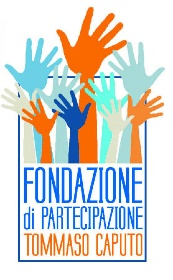 FONDAZIONE
di PARTECIPAZIONE
TOMMASO CAPUTO